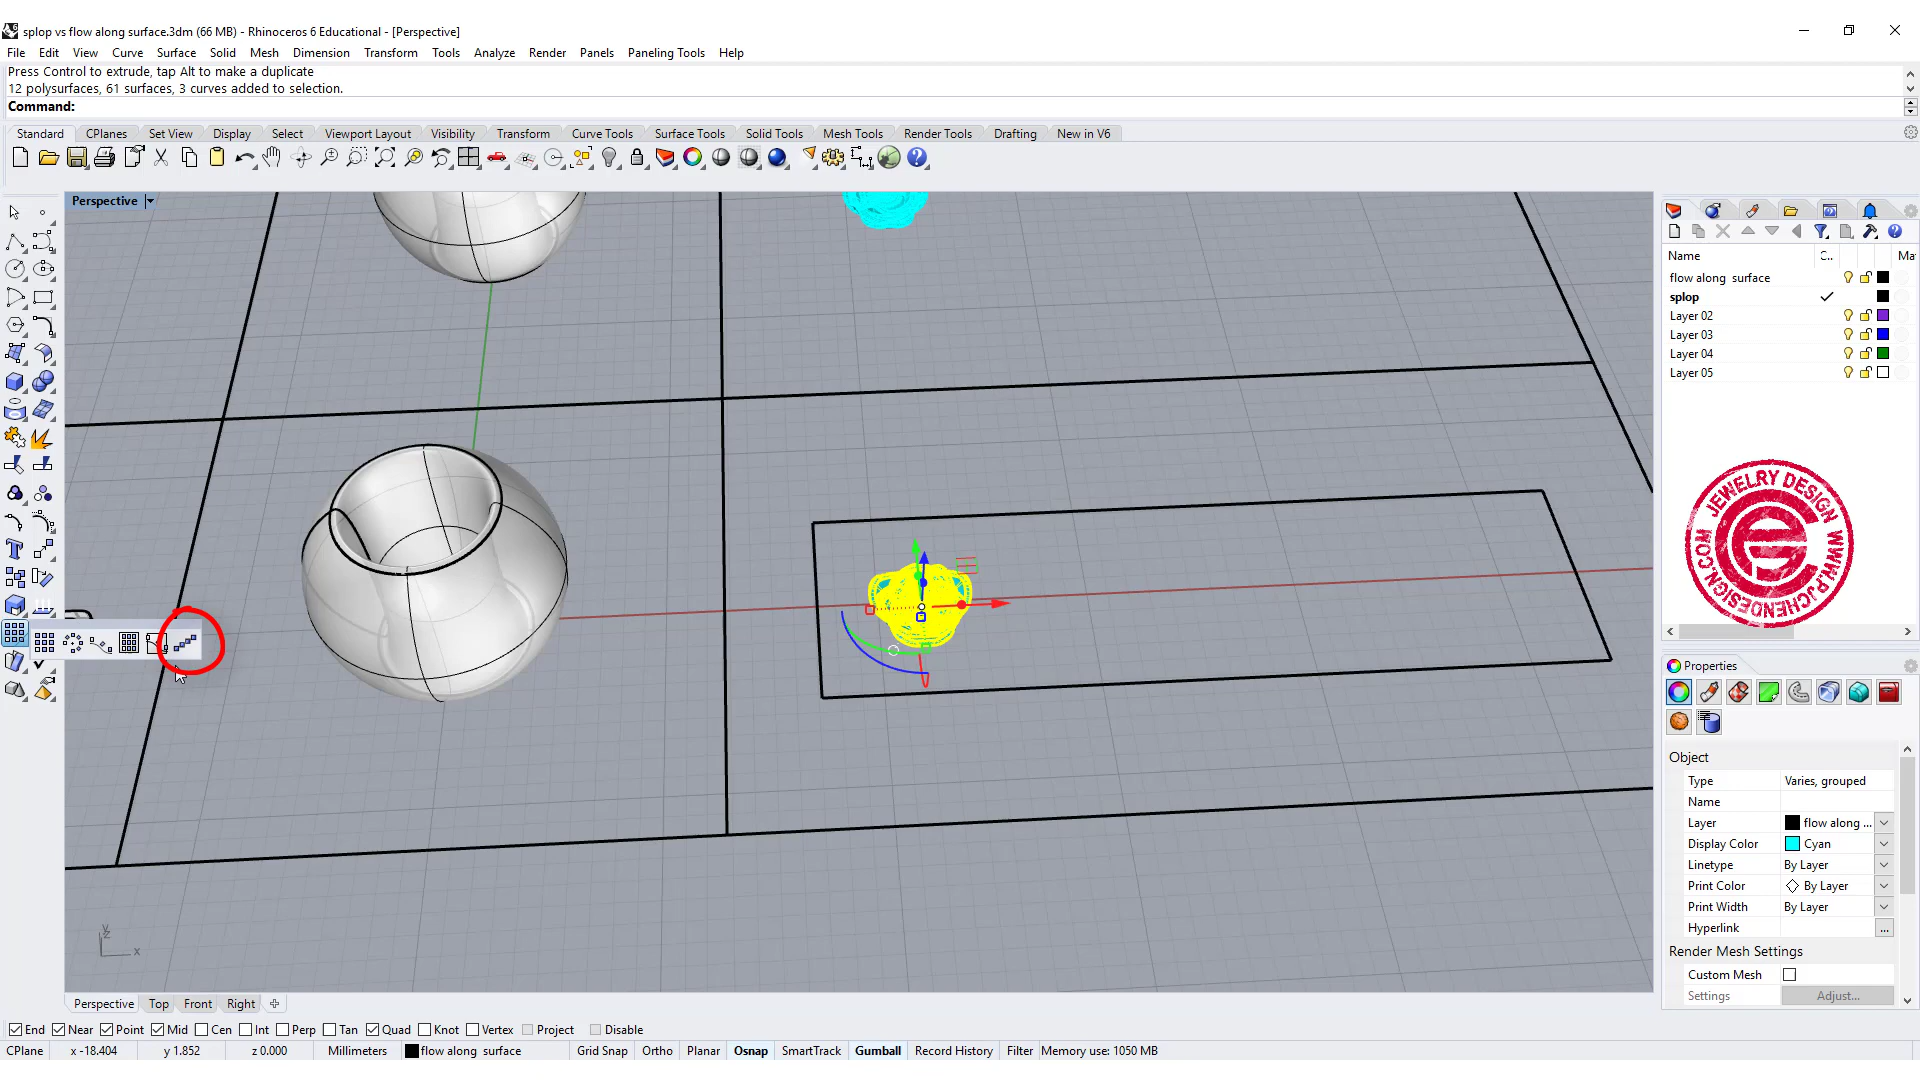 splop vs flow along surface.3dm (66 MB) - Rhinoceros 6 Educational - [Perspective]
File Edit View Curve Surface Solid Mesh Dimension Transform Tools Analyze Render Panels Paneling Tools Help
Press Control to extrude, tap Alt to make a duplicate
12 polysurfaces, 61 surfaces, 3 curves added to selection.
Command:
Standard CPlanes Set View Display Select Viewport Layout Visibility Transform Curve Tools Surface Tools Solid Tools Mesh Tools Render Tools Drafting New in V6
Perspective
Name C.. Ma
flow along surface
splop
Layer 02
Layer 03
Layer 04
Layer 05
JEWELRY DESIGN
WWW.PJCHENDESIGN.COM
Properties
Object
Type Varies, grouped
Name
Layer flow along ...
Display Color Cyan
Linetype By Layer
Print Color By Layer
Print Width By Layer
Hyperlink ...
Render Mesh Settings
Custom Mesh
Settings Adjust...
y
z
x
Perspective Top Front Right
End Near Point Mid Cen Int Perp Tan Quad Knot Vertex Project Disable
CPlane x -18.404 y 1.852 z 0.000 Millimeters flow along surface Grid Snap Ortho Planar Osnap SmartTrack Gumball Record History Filter Memory use: 1050 MB